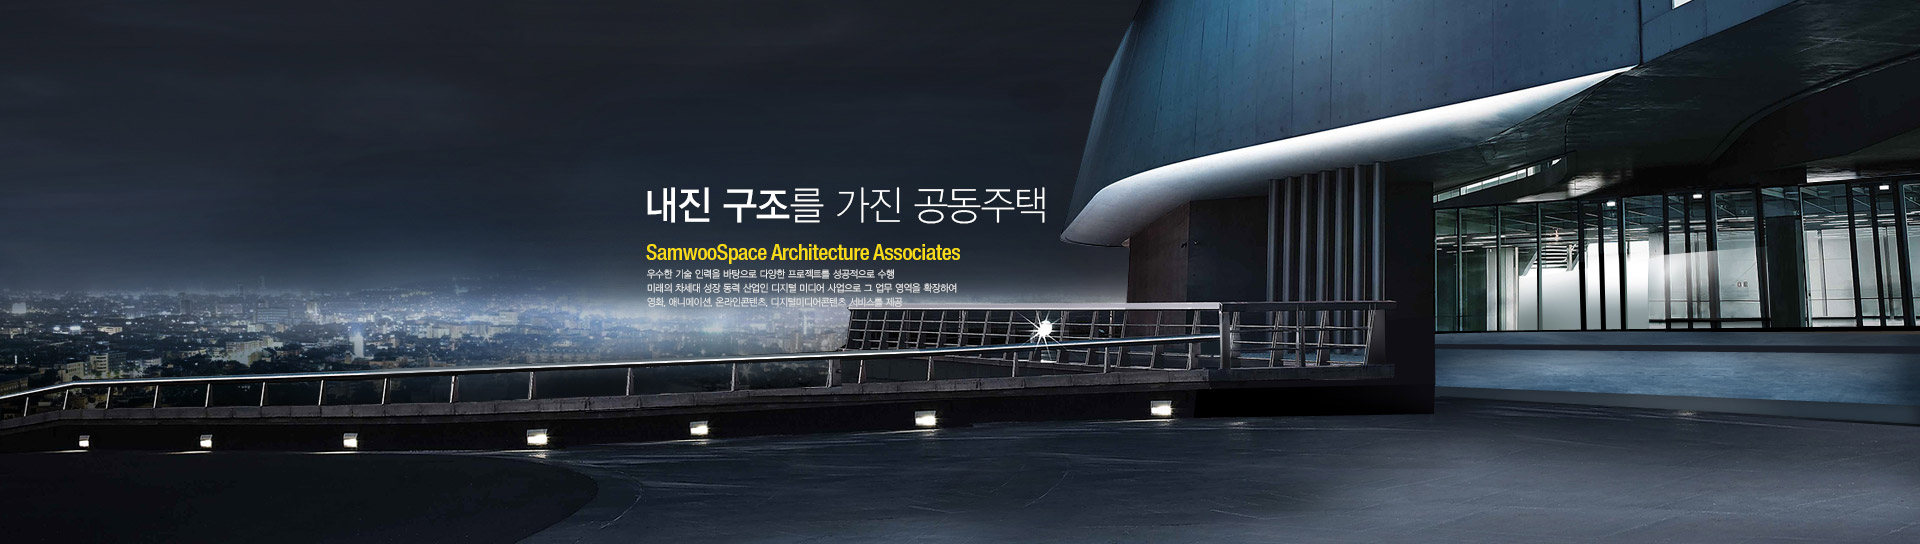 내진 구조를 가진 공동주택
SamwooSpace Architecture Associates
우수한 기술 인력을 바탕으로 다양한 프로젝트를 성공적으로 수행
미래의 차세대 성장 동력 산업인 디지털 미디어 사업으로 그 업무 영역을 확장하여
영화, 애니메이션, 온라인콘텐츠, 디지털미디어콘텐츠 서비스를 제공